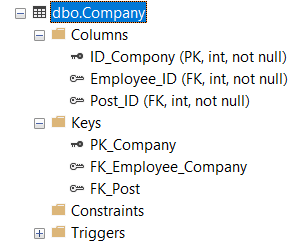 dbo.Company
Columns
ID_Compony (PK, int, not null)
Employee_ID (FK, int, not null)
Post_ID (FK, int, not null)
Keys
PK_Company
FK_Employee_Company
FK_Post
Constraints
Triggers